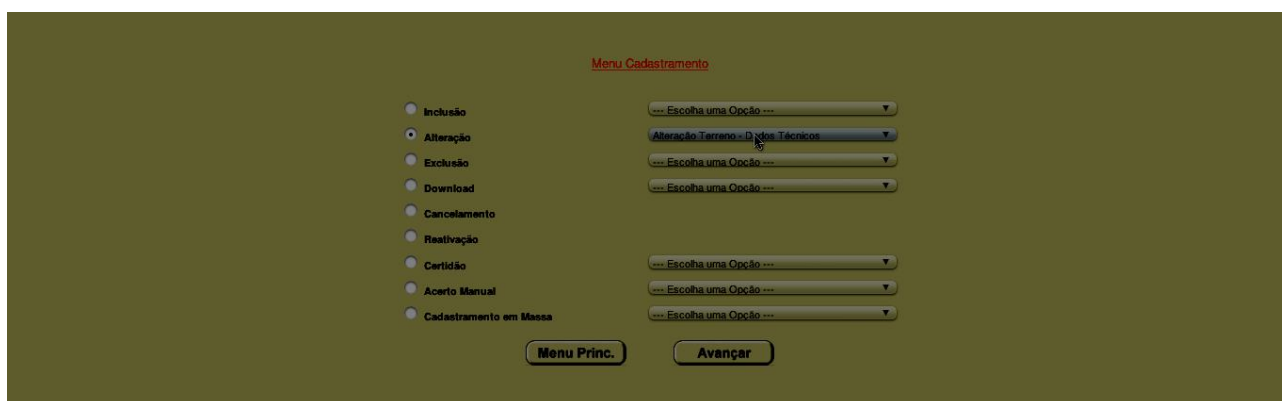 Menu Cadastramento
Inclusão --- Escolha uma Opção ---
Alteração Alteração Terreno - Dados Técnicos
Exclusão --- Escolha uma Opção ---
Download --- Escolha uma Opção ---
Cancelamento
Reativação
Certidão --- Escolha uma Opção ---
Acerto Manual --- Escolha uma Opção ---
Cadastramento em Massa --- Escolha uma Opção ---
Menu Princ. Avançar